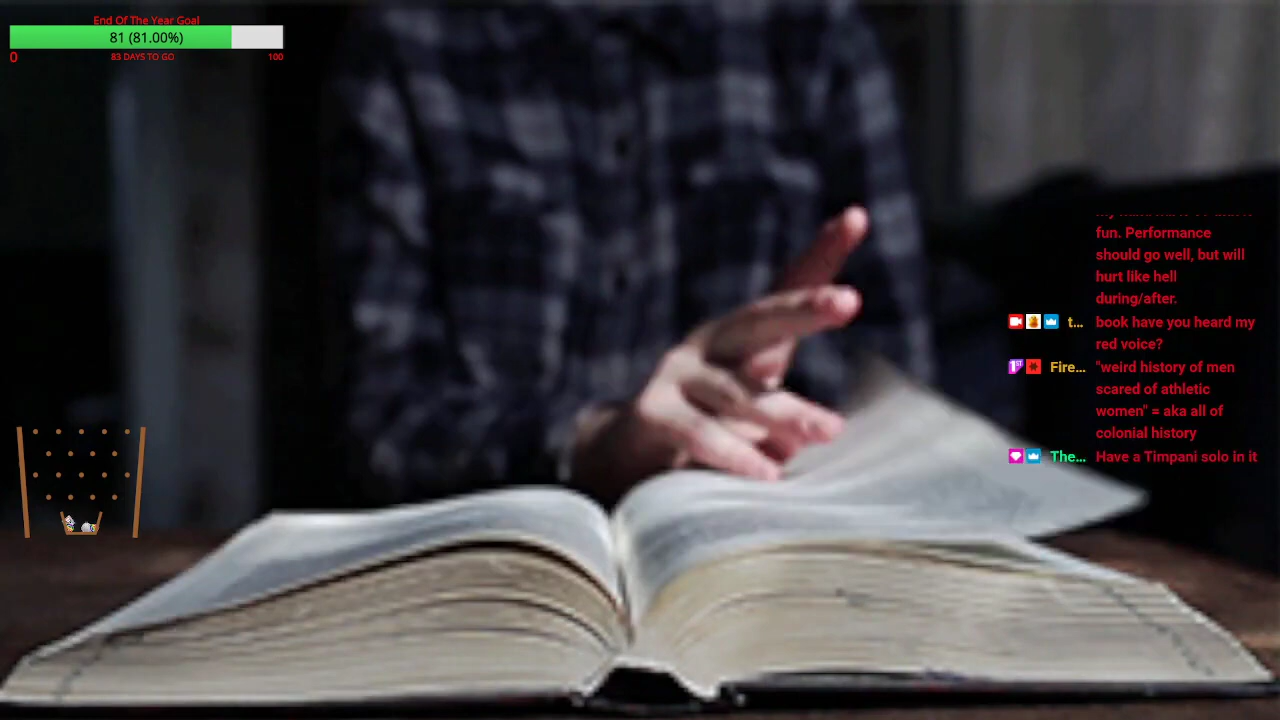 End Of The Year Goal
81 (81.00%)
0 83 DAYS TO GO 100
fun. Performance
should go well, but will
hurt like hell
during/after.
t... book have you heard my
red voice?
Fire... "weird history of men
scared of athletic
women" = aka all of
colonial history
The... Have a Timpani solo in it